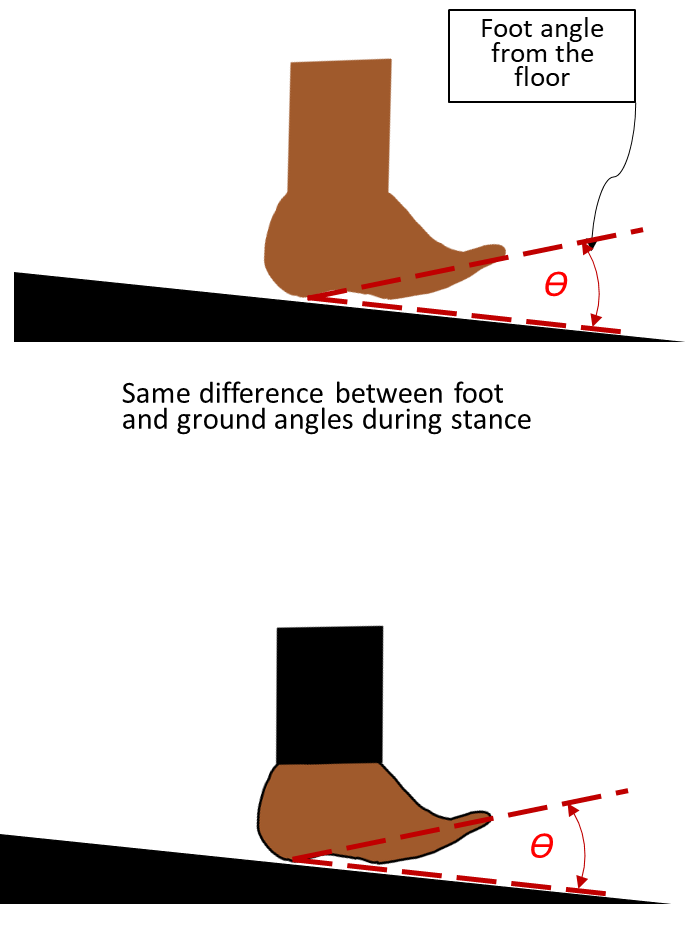 Foot angle
from the
floor
ϴ
Same difference between foot
and ground angles during stance
ϴ